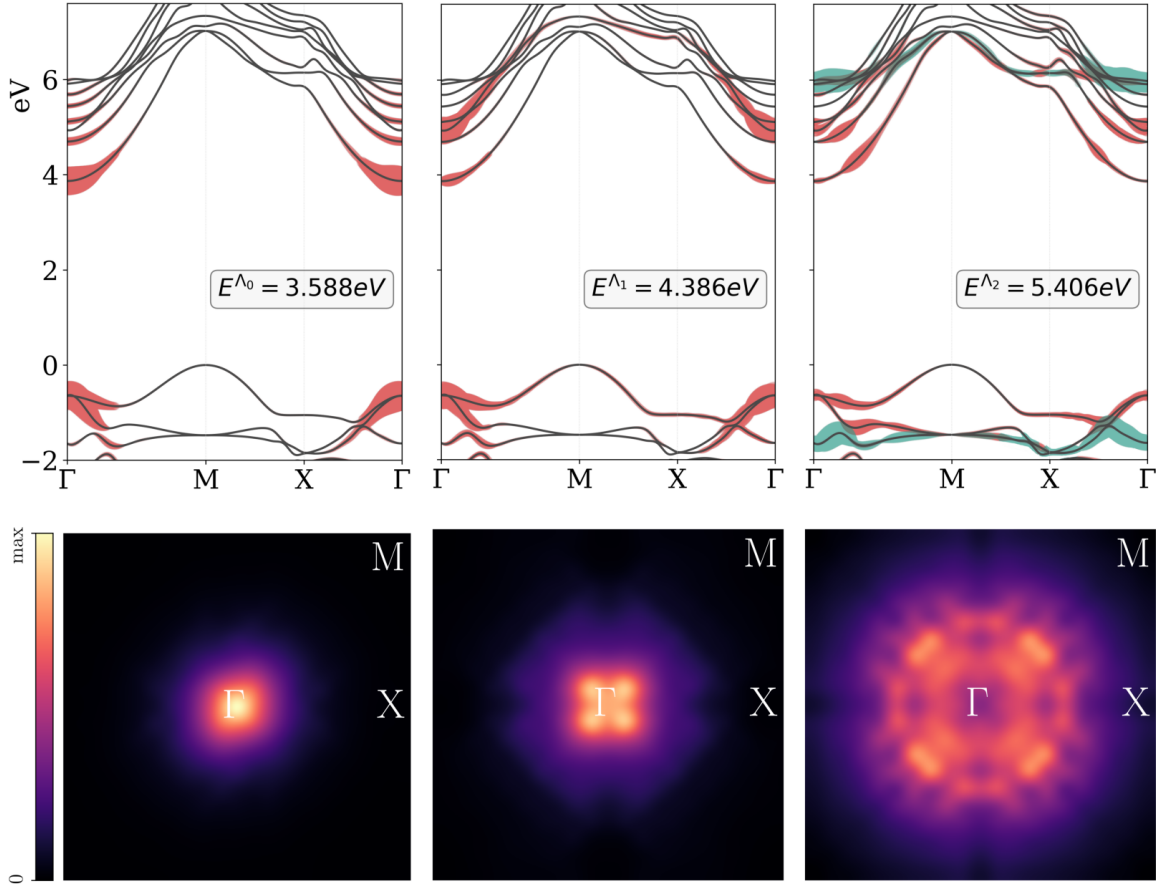 eV
6
4
2
0
−2
E^Λ₀ = 3.588eV
E^Λ₁ = 4.386eV
E^Λ₂ = 5.406eV
Γ M X Γ
Γ M X Γ
Γ M X Γ
max
0
M
Γ X
M
Γ X
M
Γ X